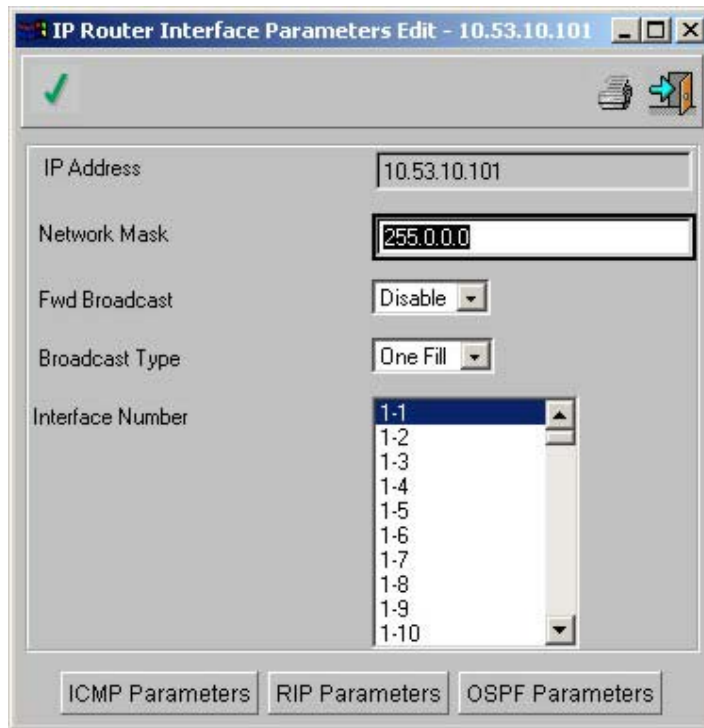 IP Router Interface Parameters Edit - 10.53.10.101
IP Address 10.53.10.101
Network Mask 255.0.0.0
Fwd Broadcast Disable
Broadcast Type One Fill
Interface Number 1-1
1-2
1-3
1-4
1-5
1-6
1-7
1-8
1-9
1-10
ICMP Parameters RIP Parameters OSPF Parameters